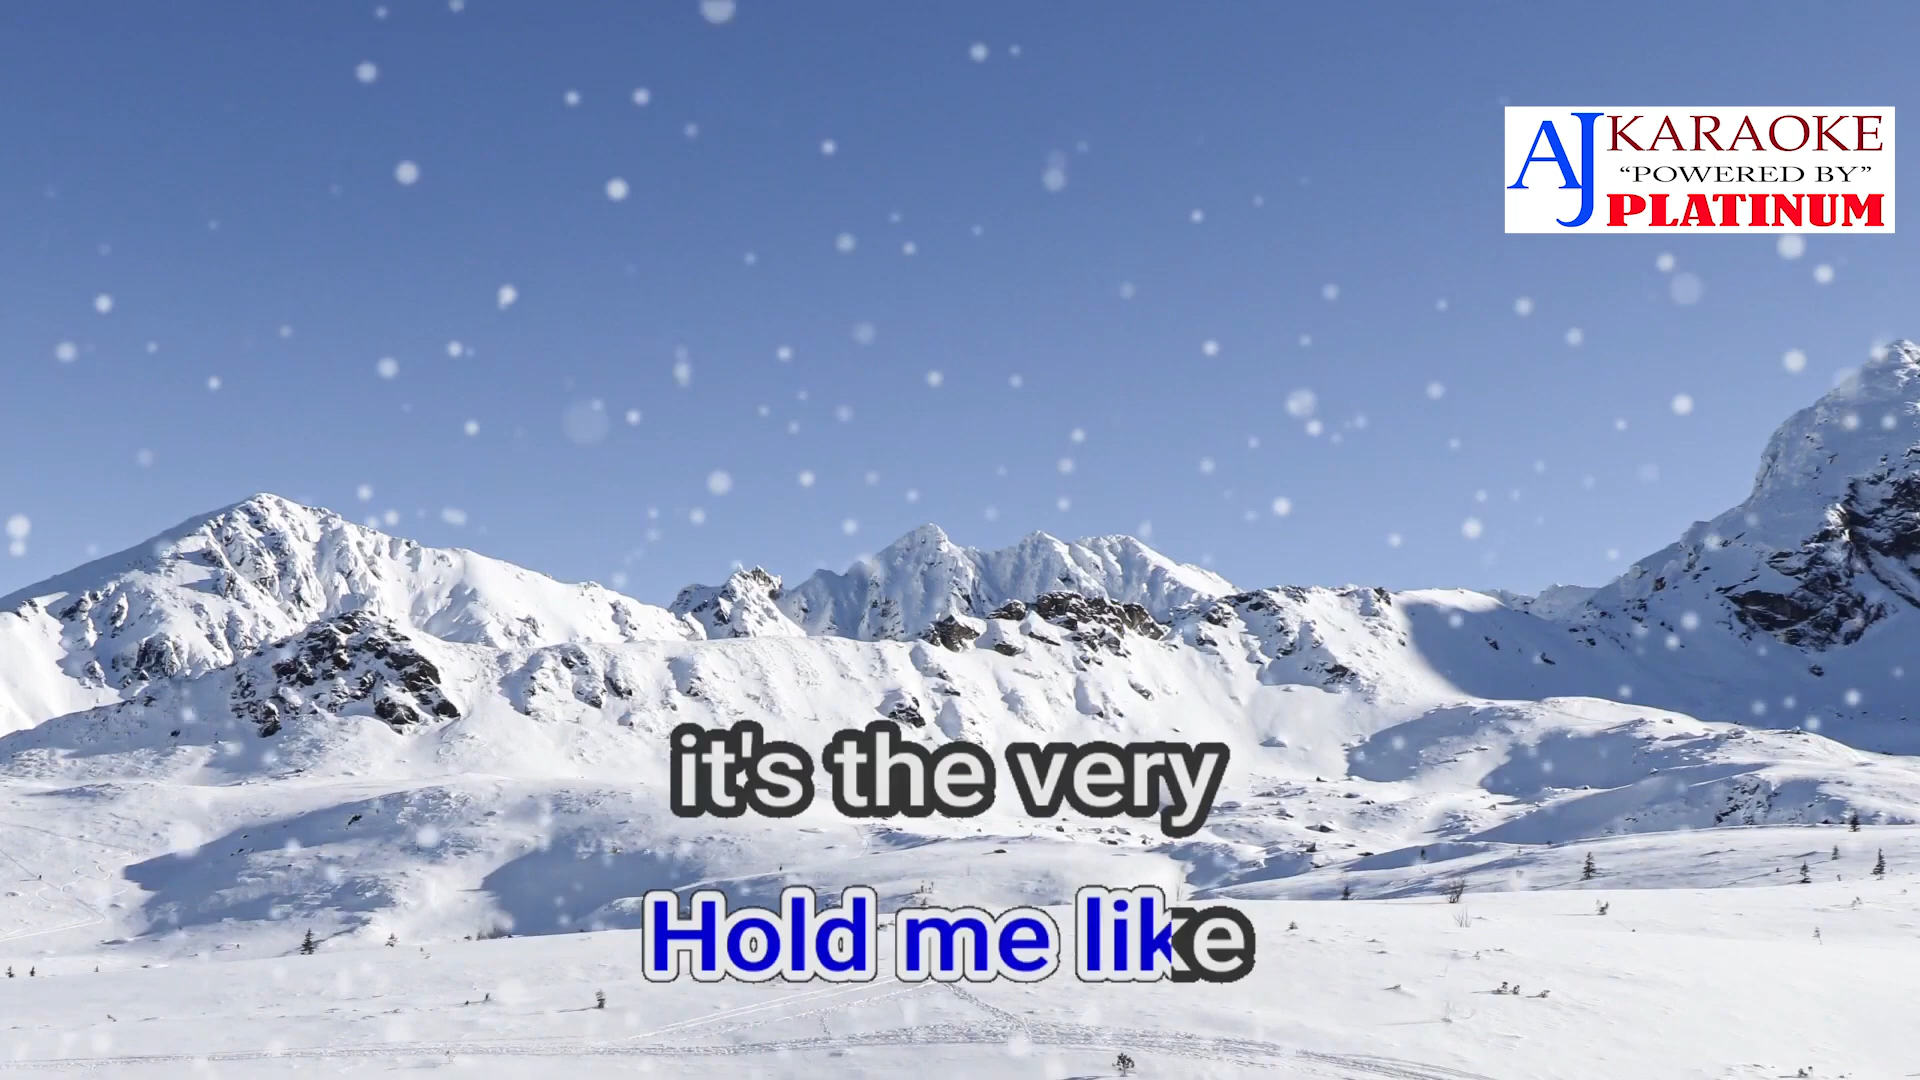 AJ KARAOKE
“POWERED BY”
PLATINUM
it's the very
Hold me like